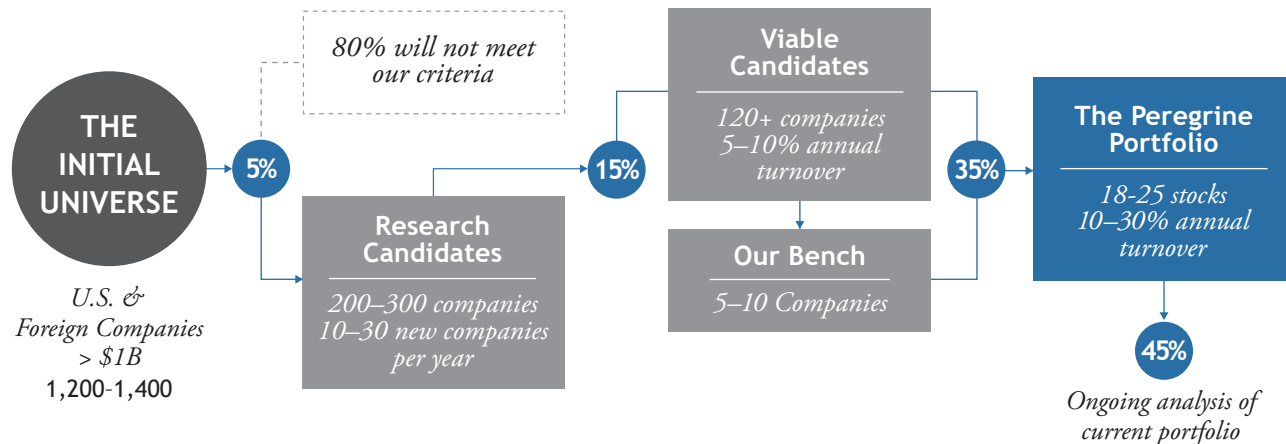 THE
INITIAL
UNIVERSE
U.S. &
Foreign Companies
> $1B
1,200-1,400
5%
80% will not meet
our criteria
Research
Candidates
200–300 companies
10–30 new companies
per year
15%
Viable
Candidates
120+ companies
5–10% annual
turnover
Our Bench
5–10 Companies
35%
The Peregrine
Portfolio
18-25 stocks
10–30% annual
turnover
45%
Ongoing analysis of
current portfolio